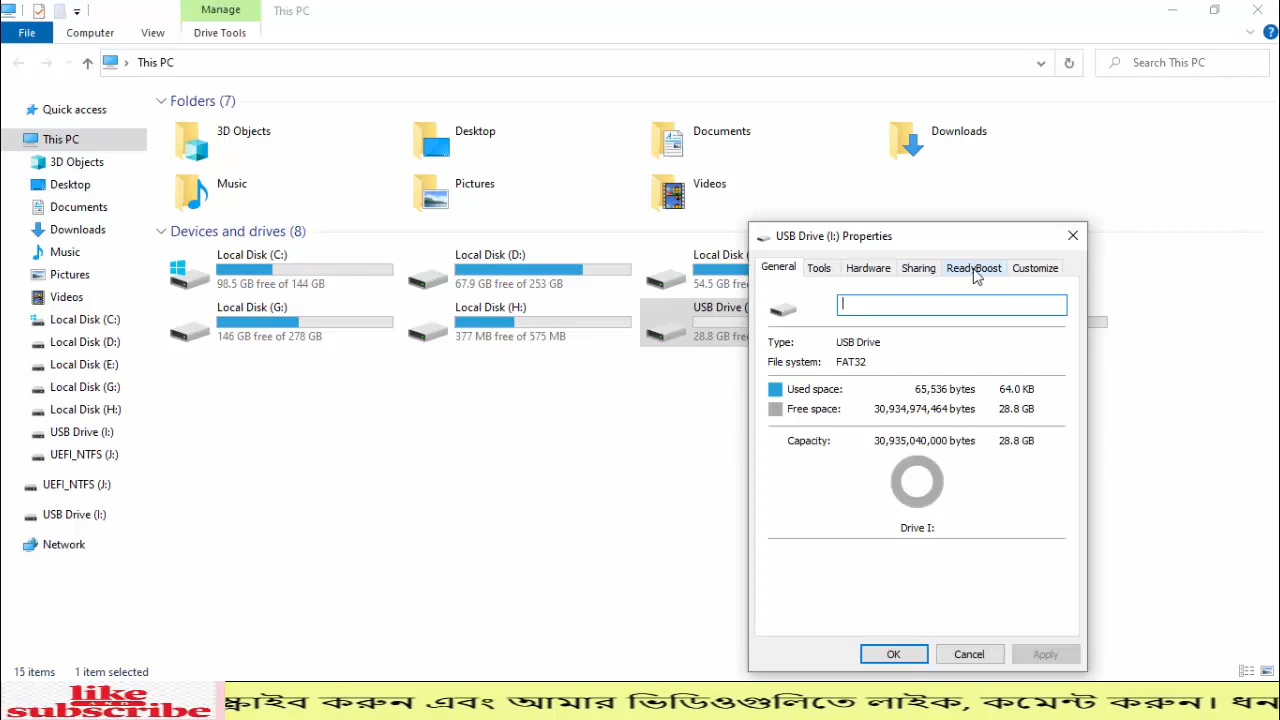 Manage
This PC
File
Computer
View
Drive Tools
This PC
Search This PC
Quick access
This PC
3D Objects
Desktop
Documents
Downloads
Music
Pictures
Videos
Local Disk (C:)
Local Disk (D:)
Local Disk (E:)
Local Disk (G:)
Local Disk (H:)
USB Drive (I:)
UEFI_NTFS (J:)
UEFI_NTFS (J:)
USB Drive (I:)
Network
Folders (7)
3D Objects
Desktop
Documents
Downloads
Music
Pictures
Videos
Devices and drives (8)
Local Disk (C:)
98.5 GB free of 144 GB
Local Disk (D:)
67.9 GB free of 253 GB
Local Disk
54.5 GB free
Local Disk (G:)
146 GB free of 278 GB
Local Disk (H:)
377 MB free of 575 MB
USB Drive (
28.8 GB free
USB Drive (I:) Properties
General Tools Hardware Sharing ReadyBoost Customize
Type: USB Drive
File system: FAT32
Used space: 65,536 bytes 64.0 KB
Free space: 30,934,974,464 bytes 28.8 GB
Capacity: 30,935,040,000 bytes 28.8 GB
Drive I:
OK Cancel Apply
15 items 1 item selected
like
AND
subscribe
স্ক্রাইব করুন এবং আমার ভিডিওগুলিতে লাইক, কমেন্ট করুন। ধন